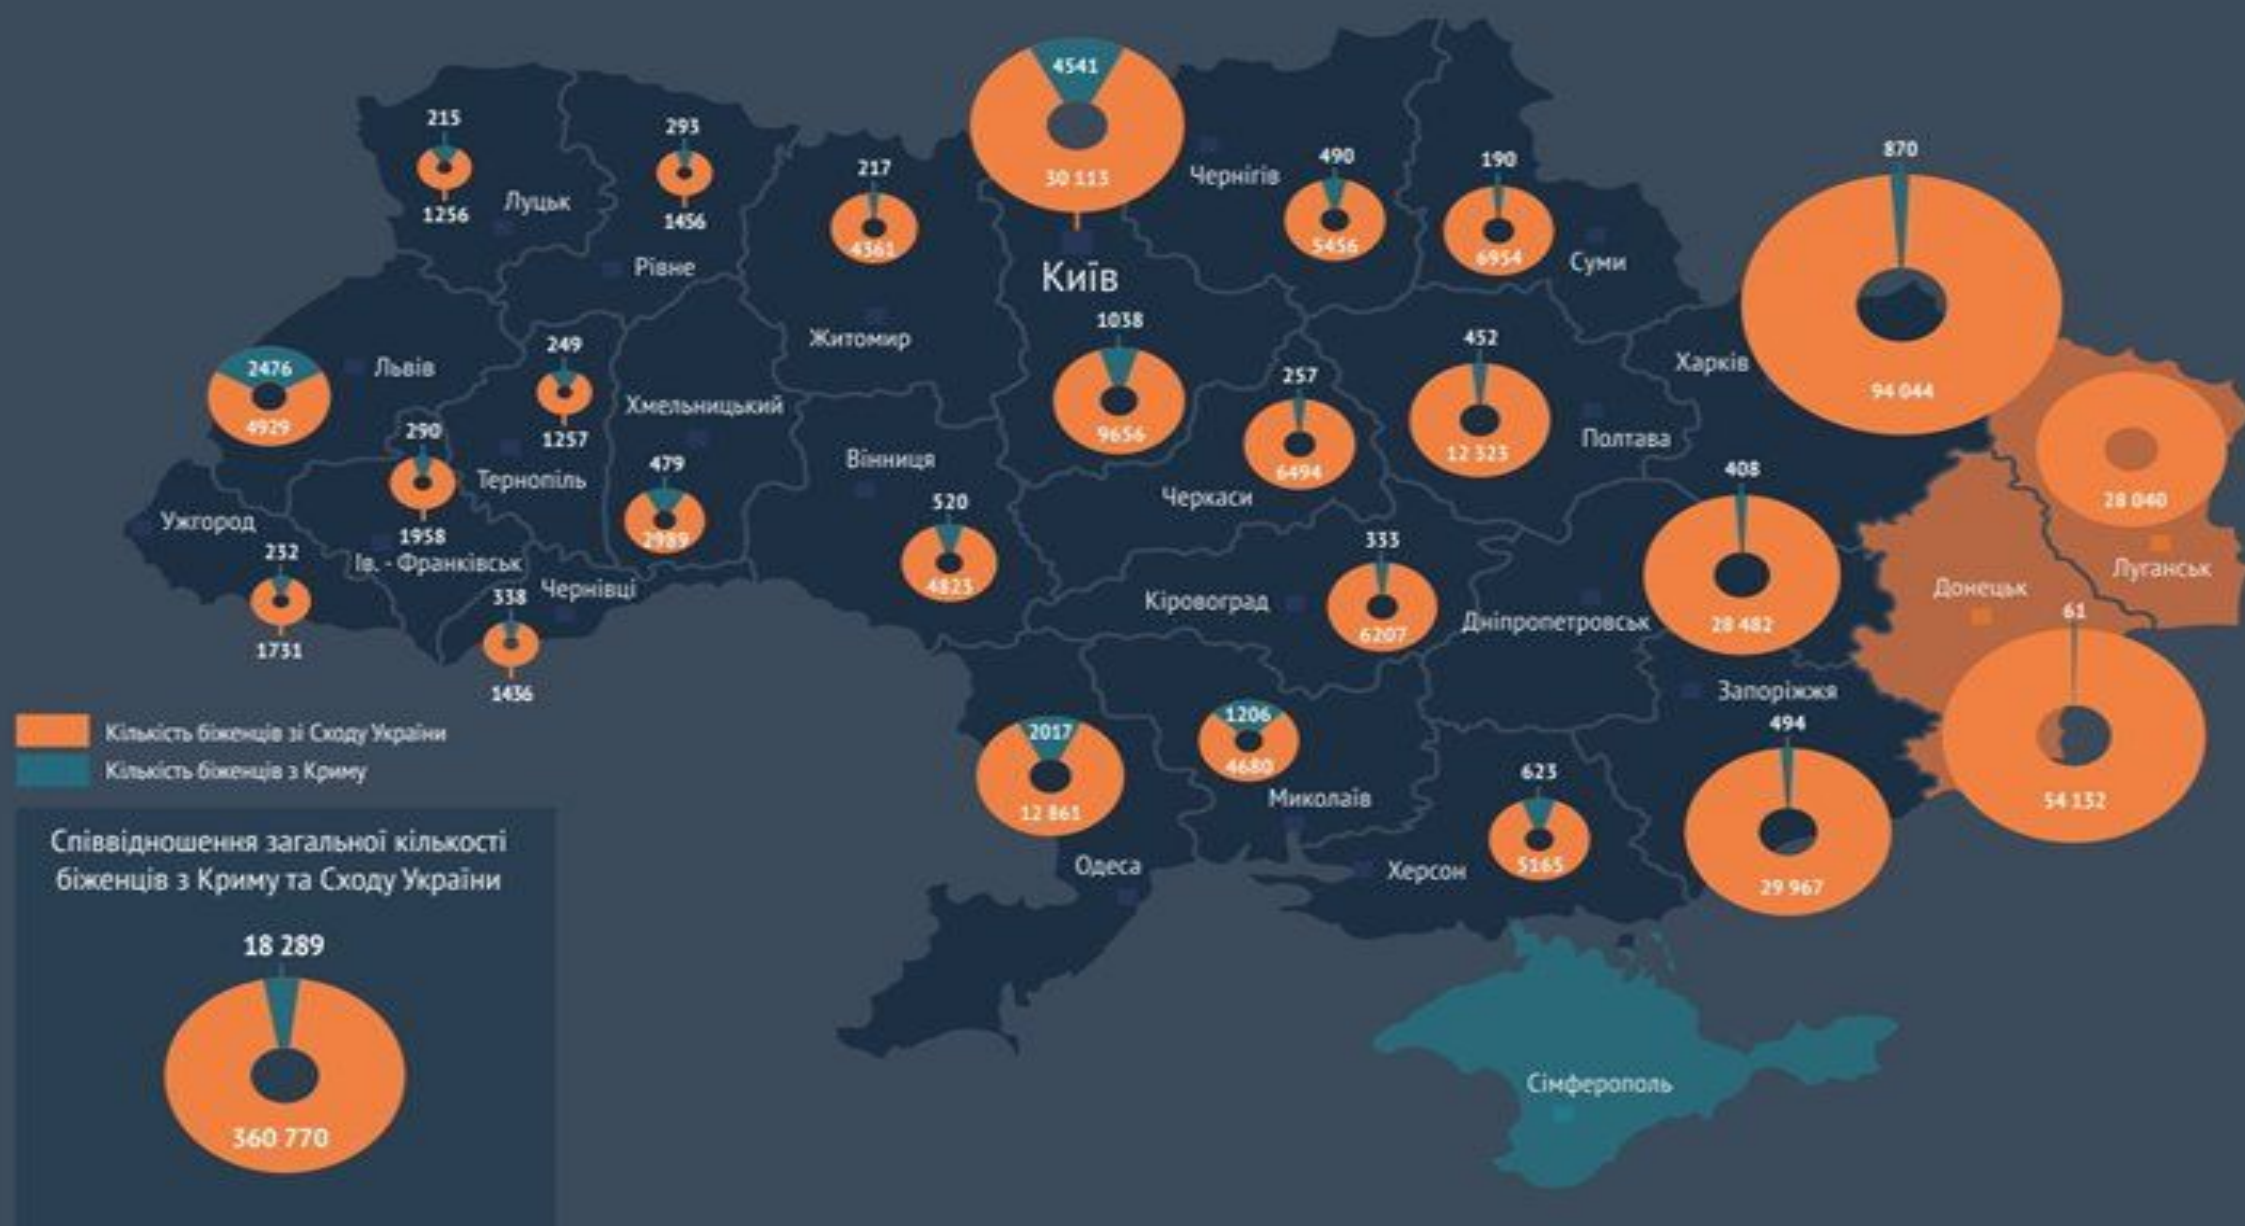 4541
30 113
Київ
215
1256
Луцьк
293
1456
Рівне
217
4361
Житомир
Чернігів
490
5456
190
6954
Суми
870
94 044
Харків
2476
4929
Львів
249
1257
Тернопіль
Хмельницький
479
2989
1038
9656
257
6494
Черкаси
452
12 323
Полтава
28 040
Луганськ
290
1958
Ів. - Франківськ
Ужгород
232
1731
338
1436
Чернівці
Вінниця
520
4823
Кіровоград
333
6207
Дніпропетровськ
408
28 482
Донецьк
61
54 132
Запоріжжя
494
29 967
2017
12 861
Одеса
1206
4680
Миколаїв
623
5165
Херсон
Сімферополь
Кількість біженців зі Сходу України
Кількість біженців з Криму
Співвідношення загальної кількості
біженців з Криму та Сходу України
18 289
360 770